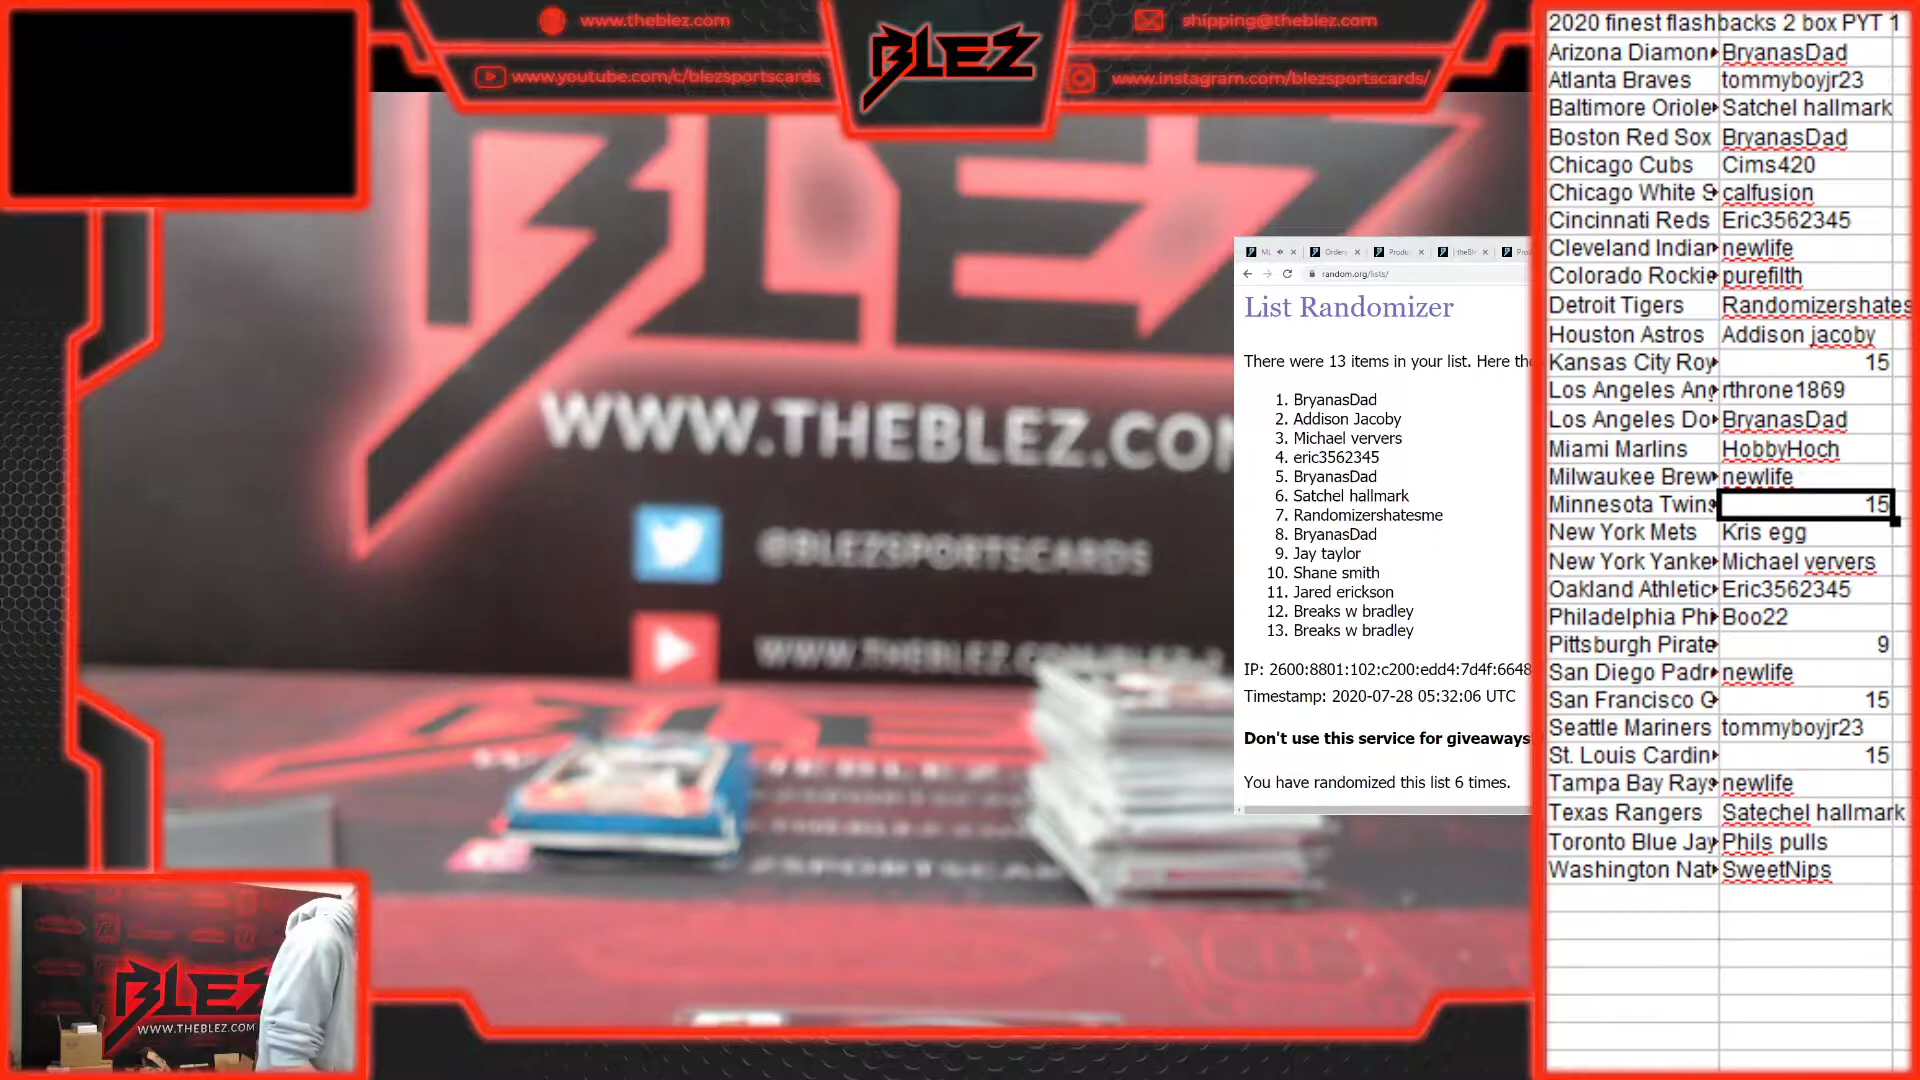 www.theblez.com
www.youtube.com/c/blezsportscards
BLEZ
shipping@theblez.com
www.instagram.com/blezsportscards/
BLEZ
WWW.THEBLEZ.CO
@BLEZSPORTSCARDS
BLEZ
WWW.THEBLEZ.COM
random.org/lists/
List Randomizer
There were 13 items in your list. Here the
1. BryanasDad
2. Addison Jacoby
3. Michael ververs
4. eric3562345
5. BryanasDad
6. Satchel hallmark
7. Randomizershatesme
8. BryanasDad
9. Jay taylor
10. Shane smith
11. Jared erickson
12. Breaks w bradley
13. Breaks w bradley
IP: 2600:8801:102:c200:edd4:7d4f:6648
Timestamp: 2020-07-28 05:32:06 UTC
Don't use this service for giveaways
You have randomized this list 6 times.
2020 finest flashbacks 2 box PYT 1
Arizona Diamon BryanasDad
Atlanta Braves tommyboyjr23
Baltimore Oriole Satchel hallmark
Boston Red Sox BryanasDad
Chicago Cubs Cims420
Chicago White S calfusion
Cincinnati Reds Eric3562345
Cleveland Indian newlife
Colorado Rockie purefilth
Detroit Tigers Randomizershates
Houston Astros Addison jacoby
Kansas City Roy 15
Los Angeles Ang rthrone1869
Los Angeles Do BryanasDad
Miami Marlins HobbyHoch
Milwaukee Brew newlife
Minnesota Twins 15
New York Mets Kris egg
New York Yanke Michael ververs
Oakland Athletic Eric3562345
Philadelphia Phi Boo22
Pittsburgh Pirate 9
San Diego Padr newlife
San Francisco G 15
Seattle Mariners tommyboyjr23
St. Louis Cardin 15
Tampa Bay Rays newlife
Texas Rangers Satechel hallmark
Toronto Blue Jay Phils pulls
Washington Nat SweetNips